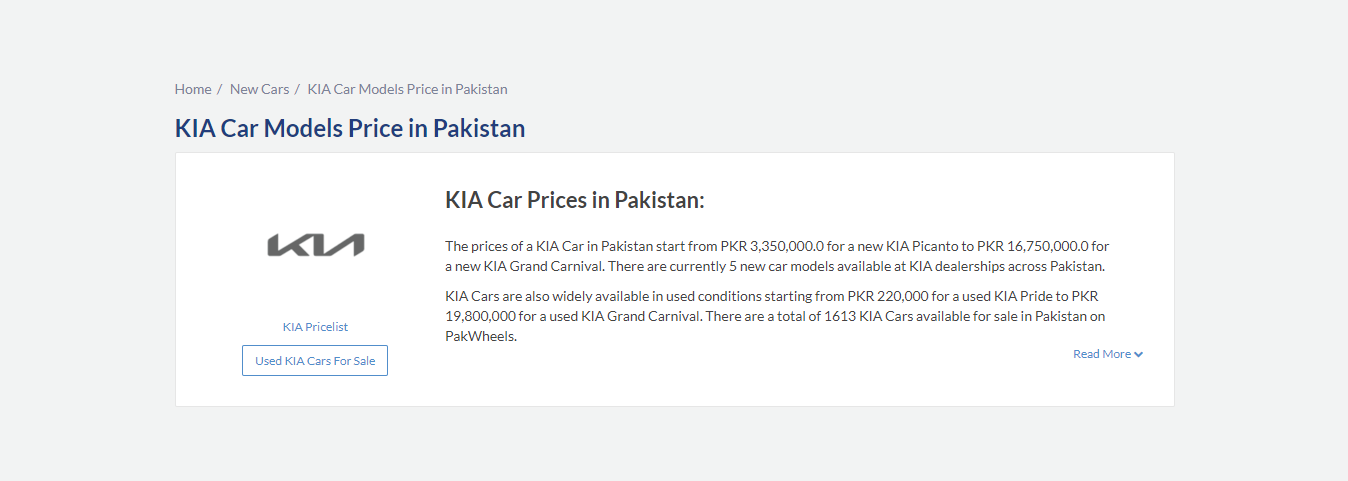 Home / New Cars / KIA Car Models Price in Pakistan
KIA Car Models Price in Pakistan
KIA
KIA Pricelist
Used KIA Cars For Sale
KIA Car Prices in Pakistan:
The prices of a KIA Car in Pakistan start from PKR 3,350,000.0 for a new KIA Picanto to PKR 16,750,000.0 for
a new KIA Grand Carnival. There are currently 5 new car models available at KIA dealerships across Pakistan.
KIA Cars are also widely available in used conditions starting from PKR 220,000 for a used KIA Pride to PKR
19,800,000 for a used KIA Grand Carnival. There are a total of 1613 KIA Cars available for sale in Pakistan on
PakWheels.
Read More